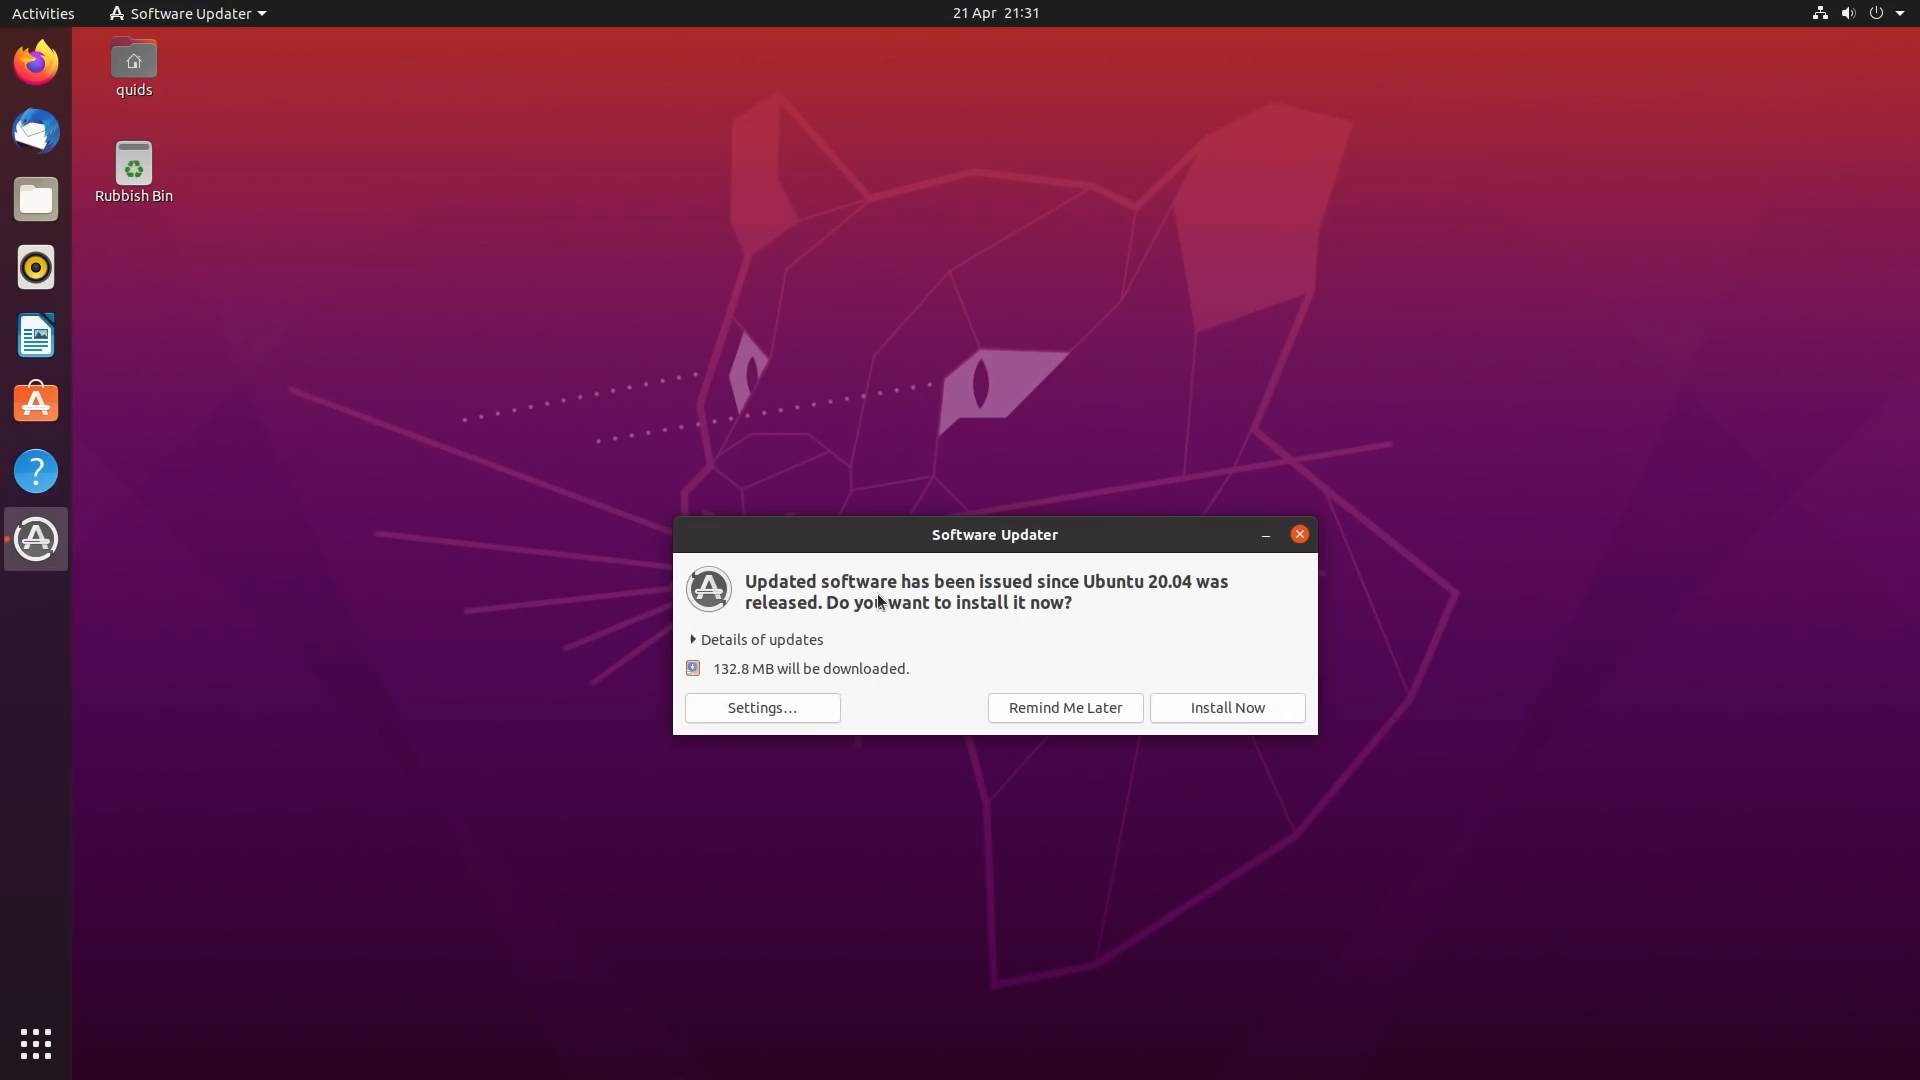 Activities
Software Updater
21 Apr 21:31
quids
Rubbish Bin
Software Updater
Updated software has been issued since Ubuntu 20.04 was
released. Do you want to install it now?
Details of updates
132.8 MB will be downloaded.
Settings…
Remind Me Later
Install Now